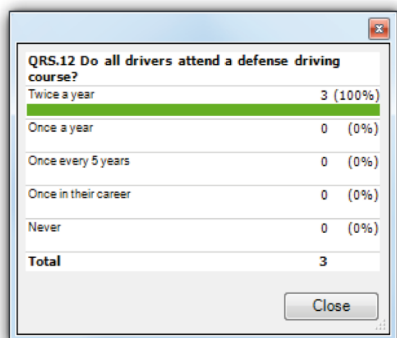 QRS.12 Do all drivers attend a defense driving
course?
Twice a year 3 (100%)
Once a year 0 (0%)
Once every 5 years 0 (0%)
Once in their career 0 (0%)
Never 0 (0%)
Total 3
Close